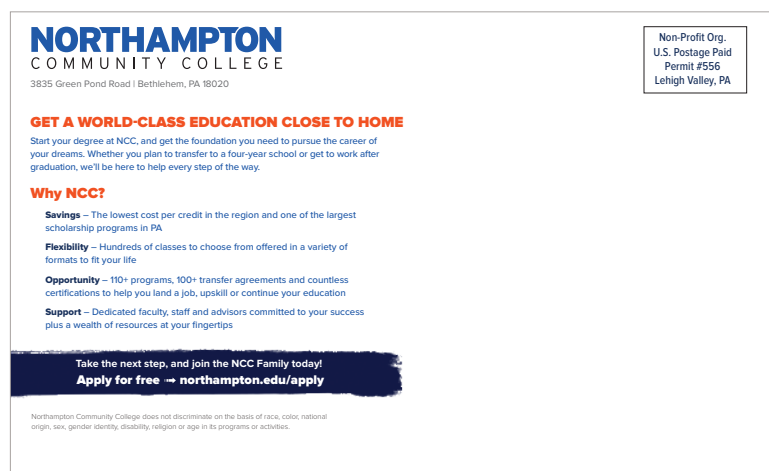 NORTHAMPTON
COMMUNITY COLLEGE
3835 Green Pond Road | Bethlehem, PA 18020
Non-Profit Org.
U.S. Postage Paid
Permit #556
Lehigh Valley, PA
GET A WORLD-CLASS EDUCATION CLOSE TO HOME
Start your degree at NCC, and get the foundation you need to pursue the career of
your dreams. Whether you plan to transfer to a four-year school or get to work after
graduation, we'll be here to help every step of the way.
Why NCC?
Savings – The lowest cost per credit in the region and one of the largest
scholarship programs in PA
Flexibility – Hundreds of classes to choose from offered in a variety of
formats to fit your life
Opportunity – 110+ programs, 100+ transfer agreements and countless
certifications to help you land a job, upskill or continue your education
Support – Dedicated faculty, staff and advisors committed to your success
plus a wealth of resources at your fingertips
Take the next step, and join the NCC Family today!
Apply for free ➟ northampton.edu/apply
Northampton Community College does not discriminate on the basis of race, color, national
origin, sex, gender identity, disability, religion or age in its programs or activities.